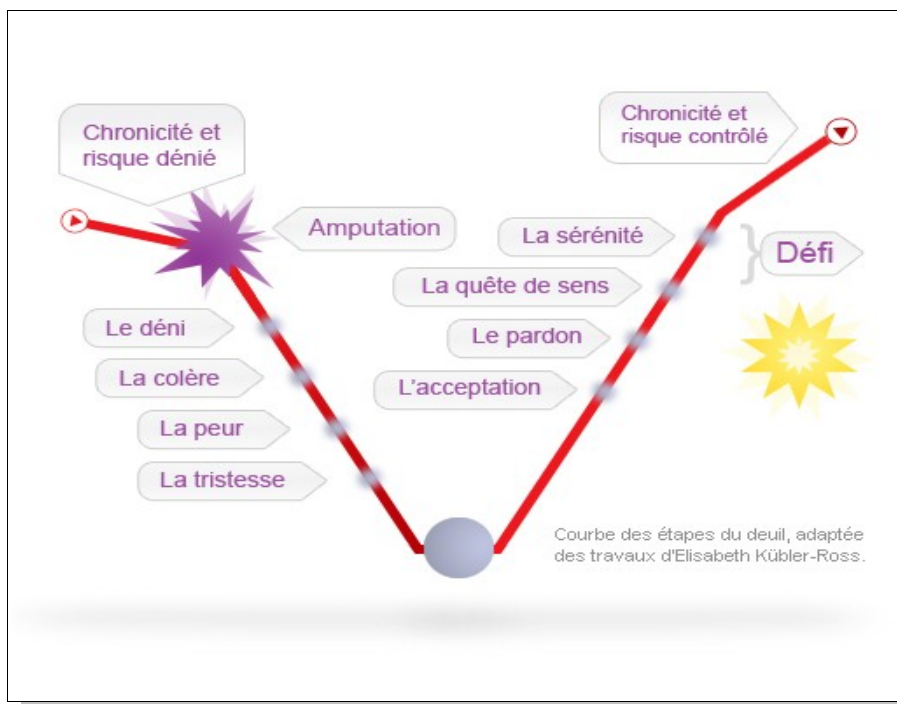 Chronicité et
risque dénié
Amputation
Le déni
La colère
La peur
La tristesse
L'acceptation
Le pardon
La quête de sens
La sérénité
Chronicité et
risque contrôlé
Défi
Courbe des étapes du deuil, adaptée
des travaux d'Elisabeth Kübler-Ross.